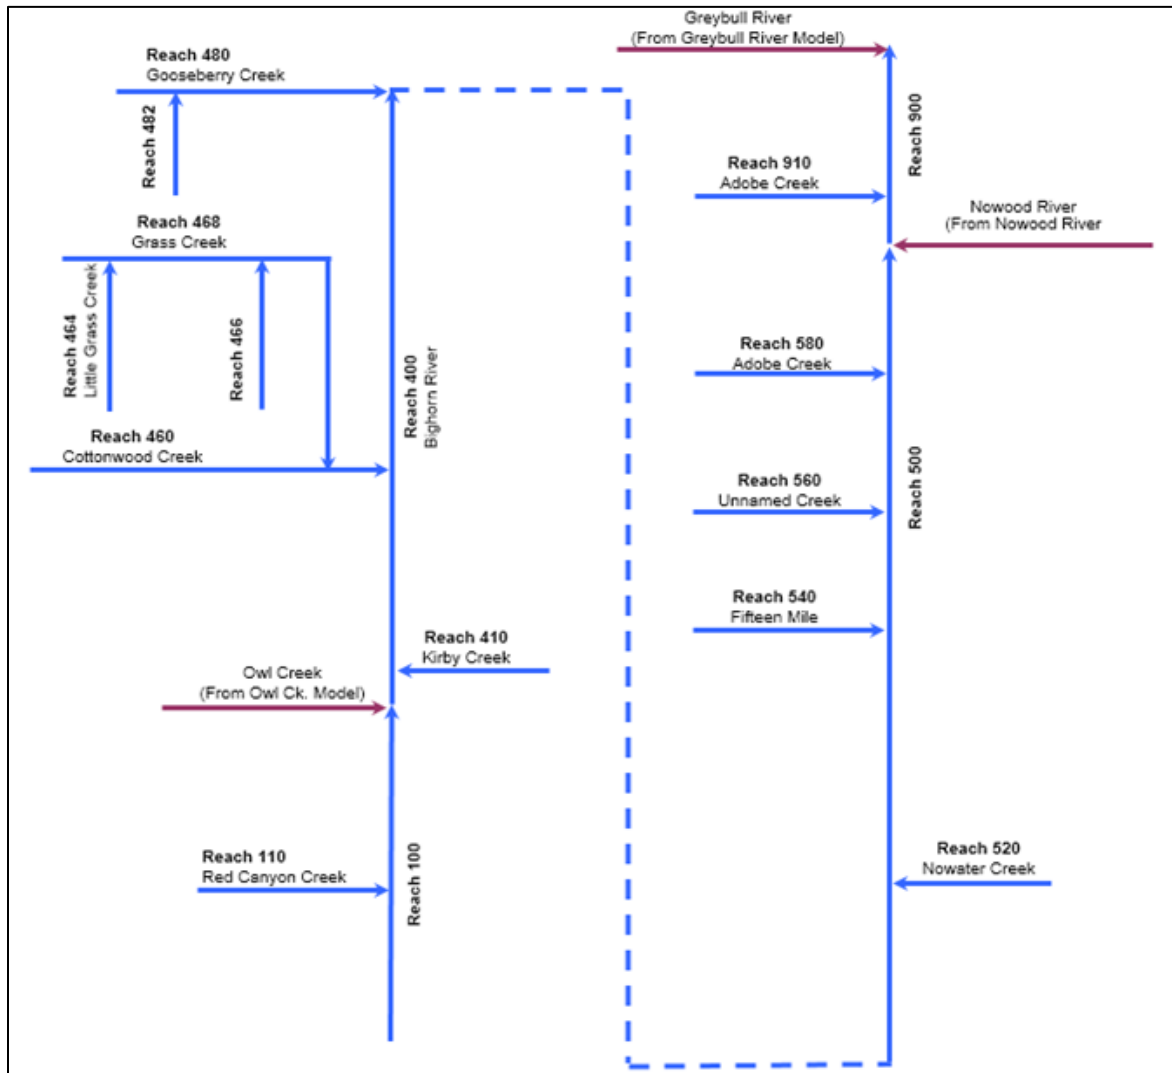 Greybull River
(From Greybull River Model)
Reach 480
Gooseberry Creek
Reach 482
Reach 900
Reach 910
Adobe Creek
Nowood River
(From Nowood River
Reach 468
Grass Creek
Reach 464
Little Grass Creek
Reach 466
Reach 400
Bighorn River
Reach 580
Adobe Creek
Reach 460
Cottonwood Creek
Reach 500
Reach 560
Unnamed Creek
Reach 540
Fifteen Mile
Reach 410
Kirby Creek
Owl Creek
(From Owl Ck. Model)
Reach 110
Red Canyon Creek
Reach 100
Reach 520
Nowater Creek